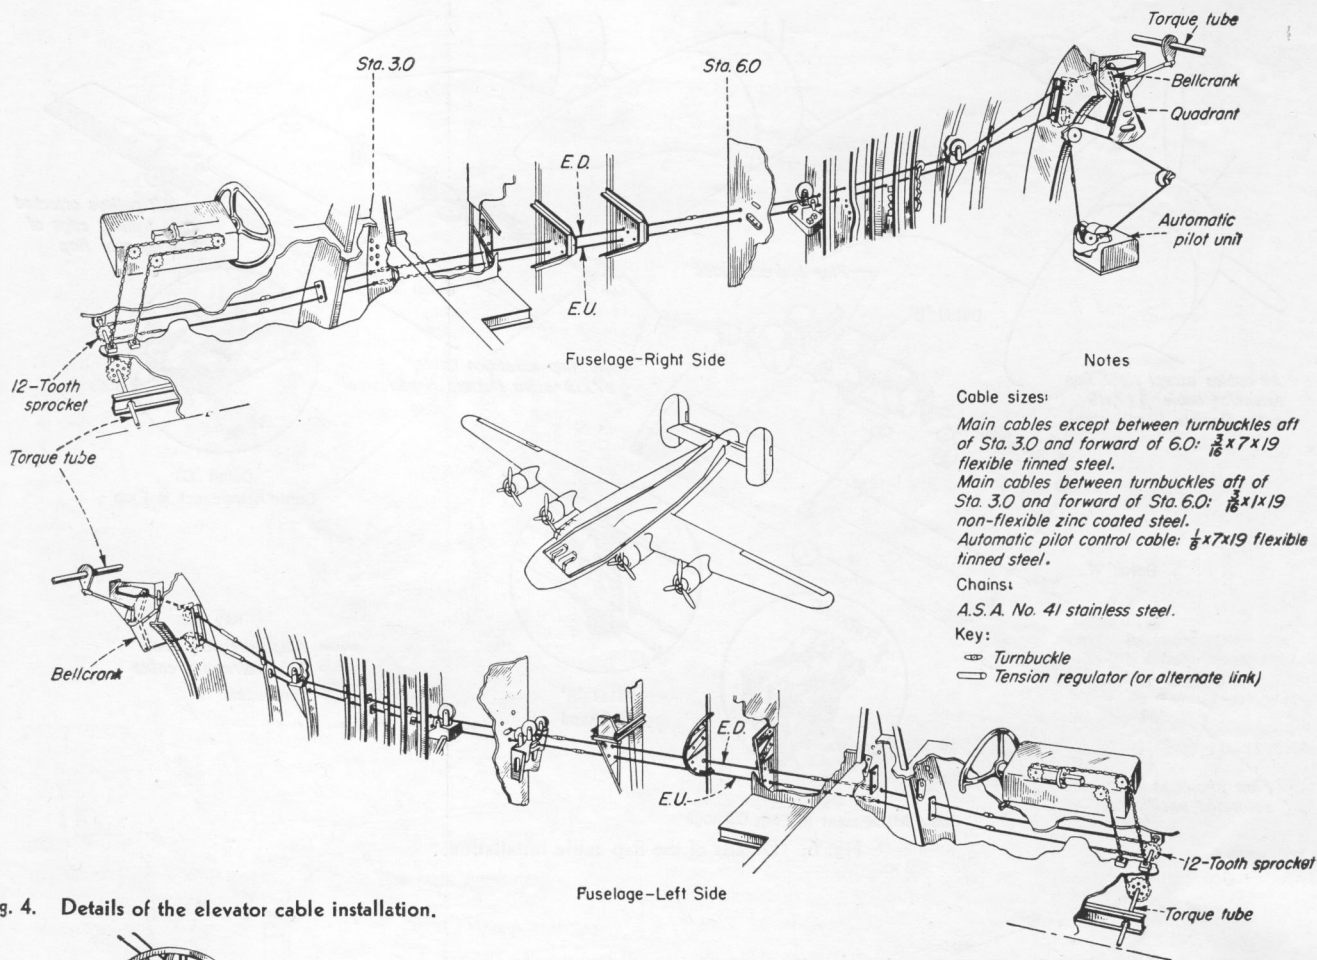 Torque tube
Sta. 3.0
Sta. 6.0
Bellcrank
Quadrant
E.D.
Automatic
pilot unit
E.U.
Fuselage-Right Side
12-Tooth
sprocket
Torque tube
Notes
Cable sizes:
Main cables except between turnbuckles aft
of Sta. 3.0 and forward of 6.0: 3/16 x 7 x 19
flexible tinned steel.
Main cables between turnbuckles aft of
Sta. 3.0 and forward of Sta. 6.0: 3/16 x 1 x 19
non-flexible zinc coated steel.
Automatic pilot control cable: 1/8 x 7 x 19 flexible
tinned steel.
Chains:
A.S.A. No. 41 stainless steel.
Key:
Turnbuckle
Tension regulator (or alternate link)
Bellcrank
E.D.
E.U.
12-Tooth sprocket
Torque tube
Fuselage-Left Side
g. 4. Details of the elevator cable installation.